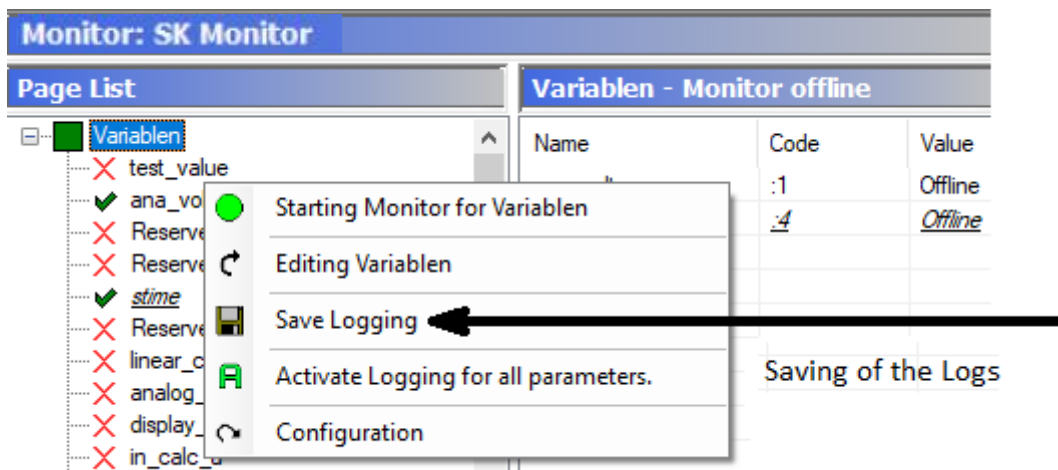 Monitor: SK Monitor
Page List
Variablen - Monitor offline
Variablen
Name Code Value
test_value
:1 Offline
Starting Monitor for Variablen
:4 Offline
Editing Variablen
stime
Save Logging
Activate Logging for all parameters.
Saving of the Logs
Configuration